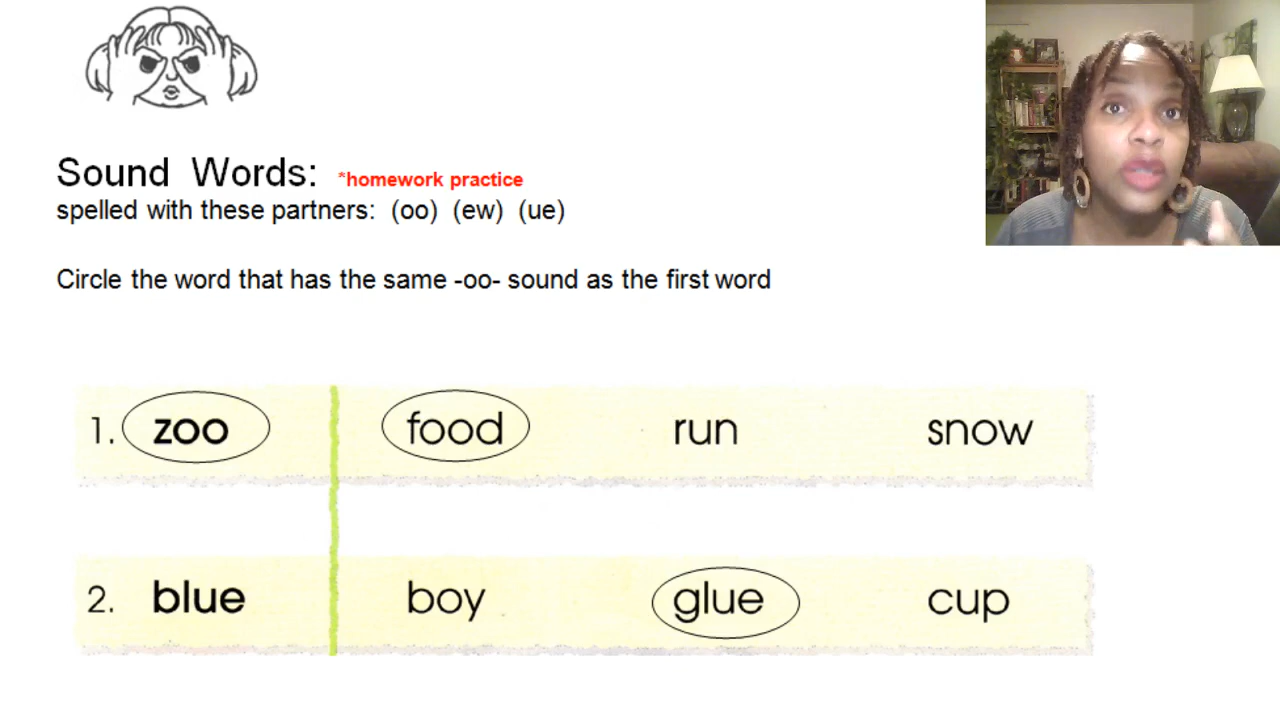 Sound Words: *homework practice
spelled with these partners: (oo) (ew) (ue)
Circle the word that has the same -oo- sound as the first word
1. zoo food run snow
2. blue boy glue cup